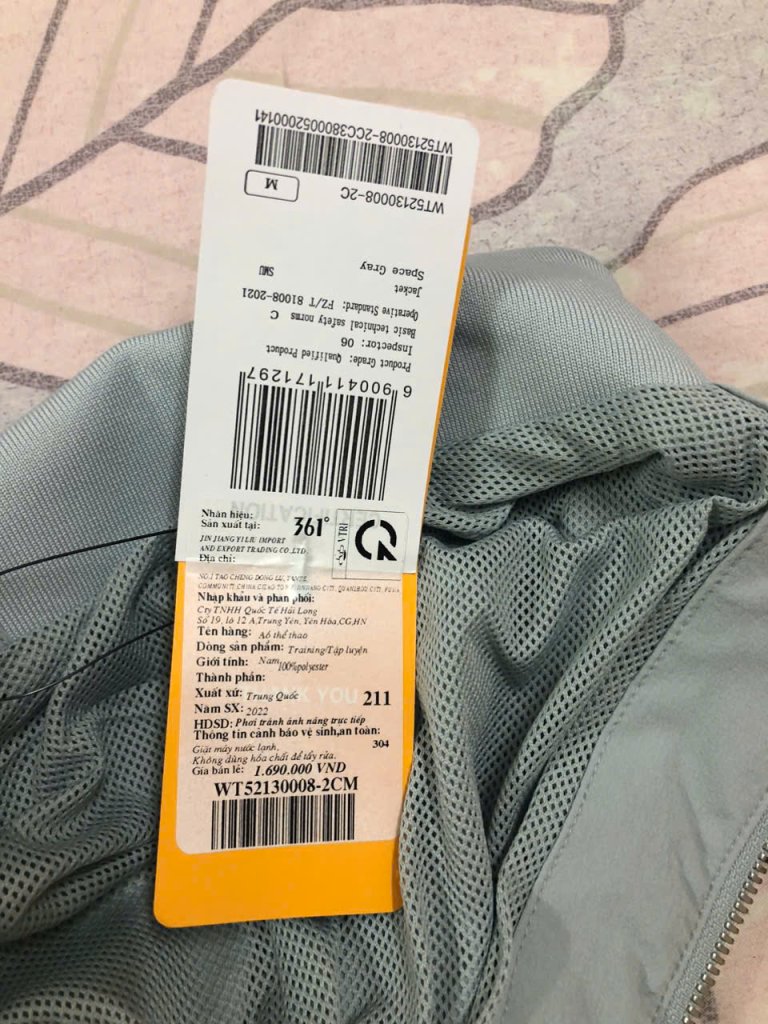 WT52130008-2CC3800052000141
WT52130008-2C
M
Space Gray
Jacket
SMU
Operative Standard: FZ/T 81008-2021
Basic technical safety norms C
Inspector: 06
Product Grade: Qualified Product
6 900411 171297
CERTIFICATION
Nhãn hiệu:
361°
VTRI
Sản xuất tại:
JIN JIANG YI LIU IMPORT
AND EXPORT TRADING CO.,LTD.
Địa chỉ:
Nhập khẩu và phân phối:
Cty TNHH Quốc Tế Hải Long
Số 19, lô 12 A,Trung Yên, Yên Hòa,CG,HN
Tên hàng: Áo thể thao
Dòng sản phẩm: Training/Tập luyện
Giới tính: Nam
100%polyester
Thành phần:
Xuất xứ: Trung Quốc
YOU
211
Năm SX: 2022
HDSD: Phơi tránh ánh nắng trực tiếp
Thông tin cảnh báo vệ sinh,an toàn:
304
Giặt máy nước lạnh.
Không dùng hóa chất để tẩy rửa.
Gía bán lẻ: 1.690.000 VND
WT52130008-2CM